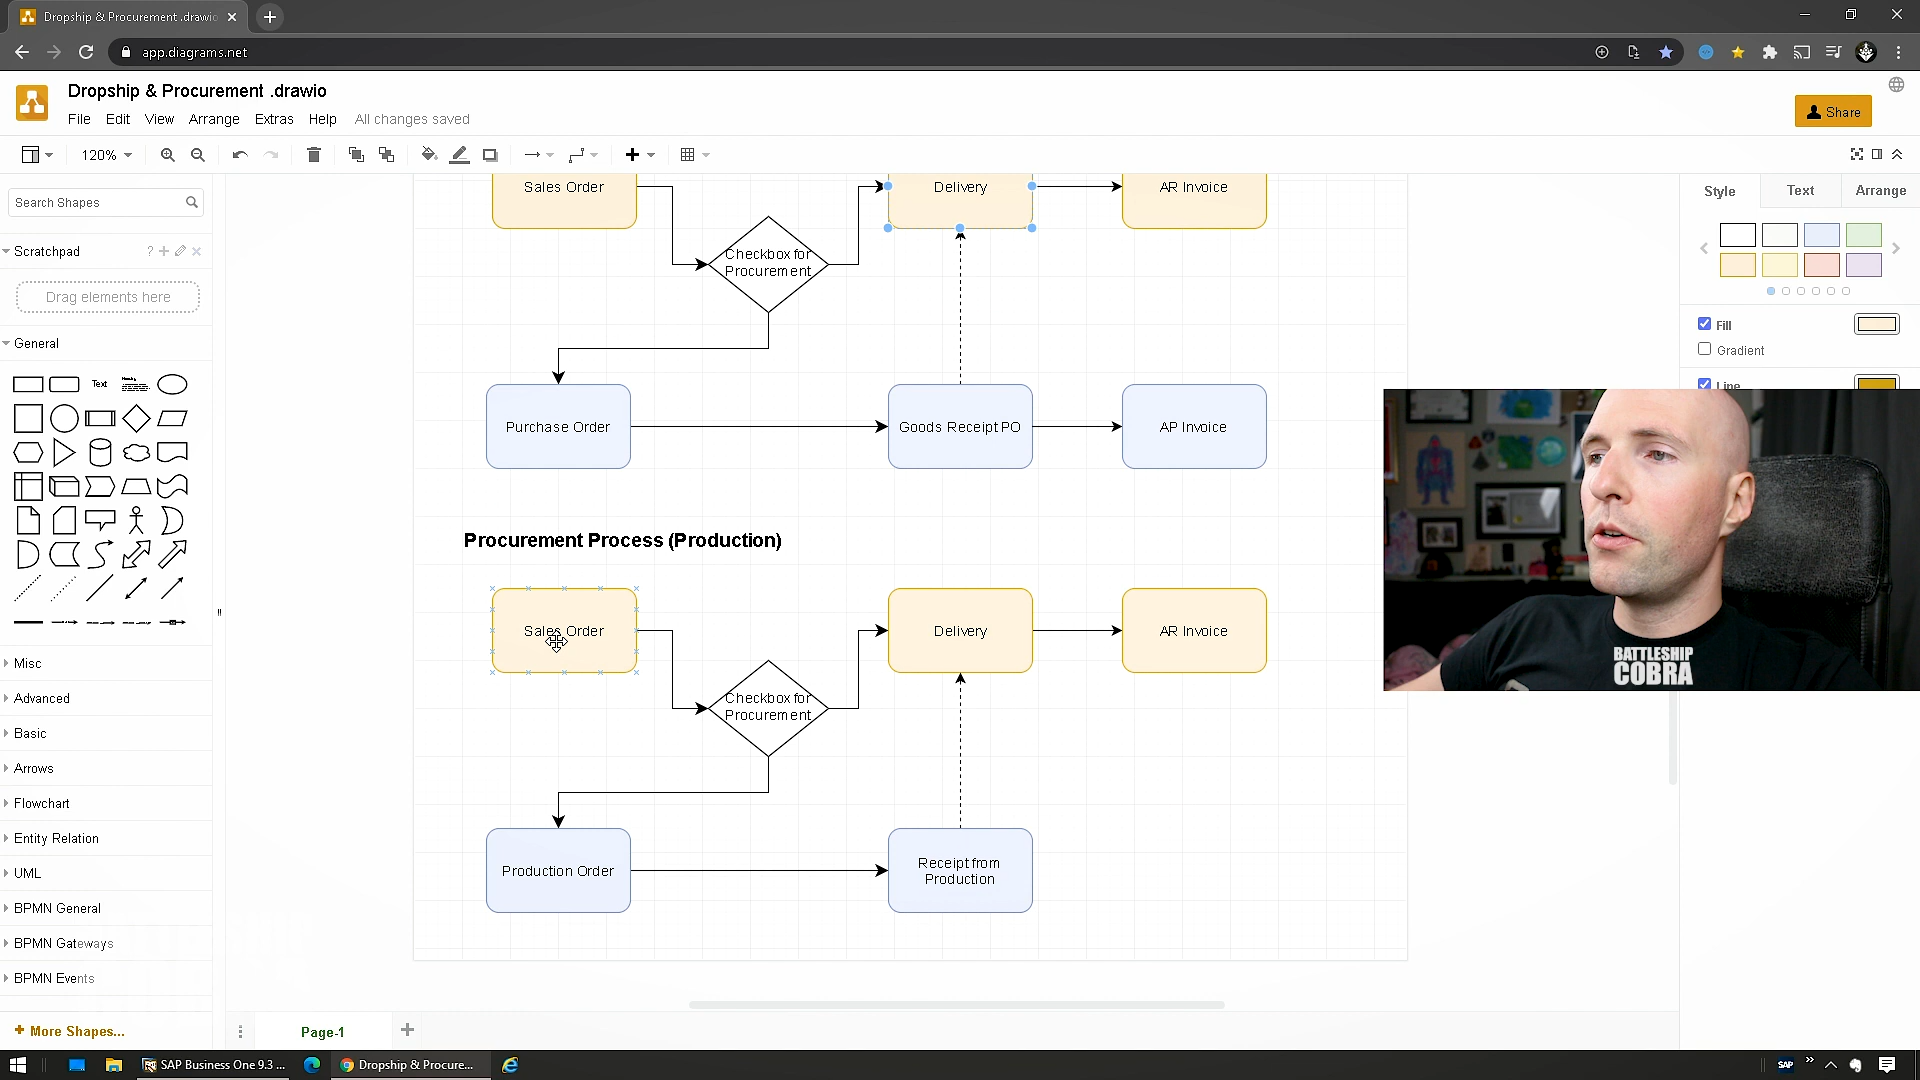 Dropship & Procurement .drawio
app.diagrams.net
Dropship & Procurement .drawio
File Edit View Arrange Extras Help All changes saved
Share
120%
Search Shapes
Scratchpad
?
Drag elements here
General
Text
Heading
Misc
Advanced
Basic
Arrows
Flowchart
Entity Relation
UML
BPMN General
BPMN Gateways
BPMN Events
+ More Shapes...
Sales Order
Delivery
AR Invoice
Checkbox for
Procurement
Purchase Order
Goods Receipt PO
AP Invoice
Procurement Process (Production)
Sales Order
Delivery
AR Invoice
Checkbox for
Procurement
Production Order
Receipt from
Production
Style Text Arrange
Fill
Gradient
Line
BATTLESHIP
COBRA
Page-1
SAP Business One 9.3 ...
Dropship & Procure...
SAP